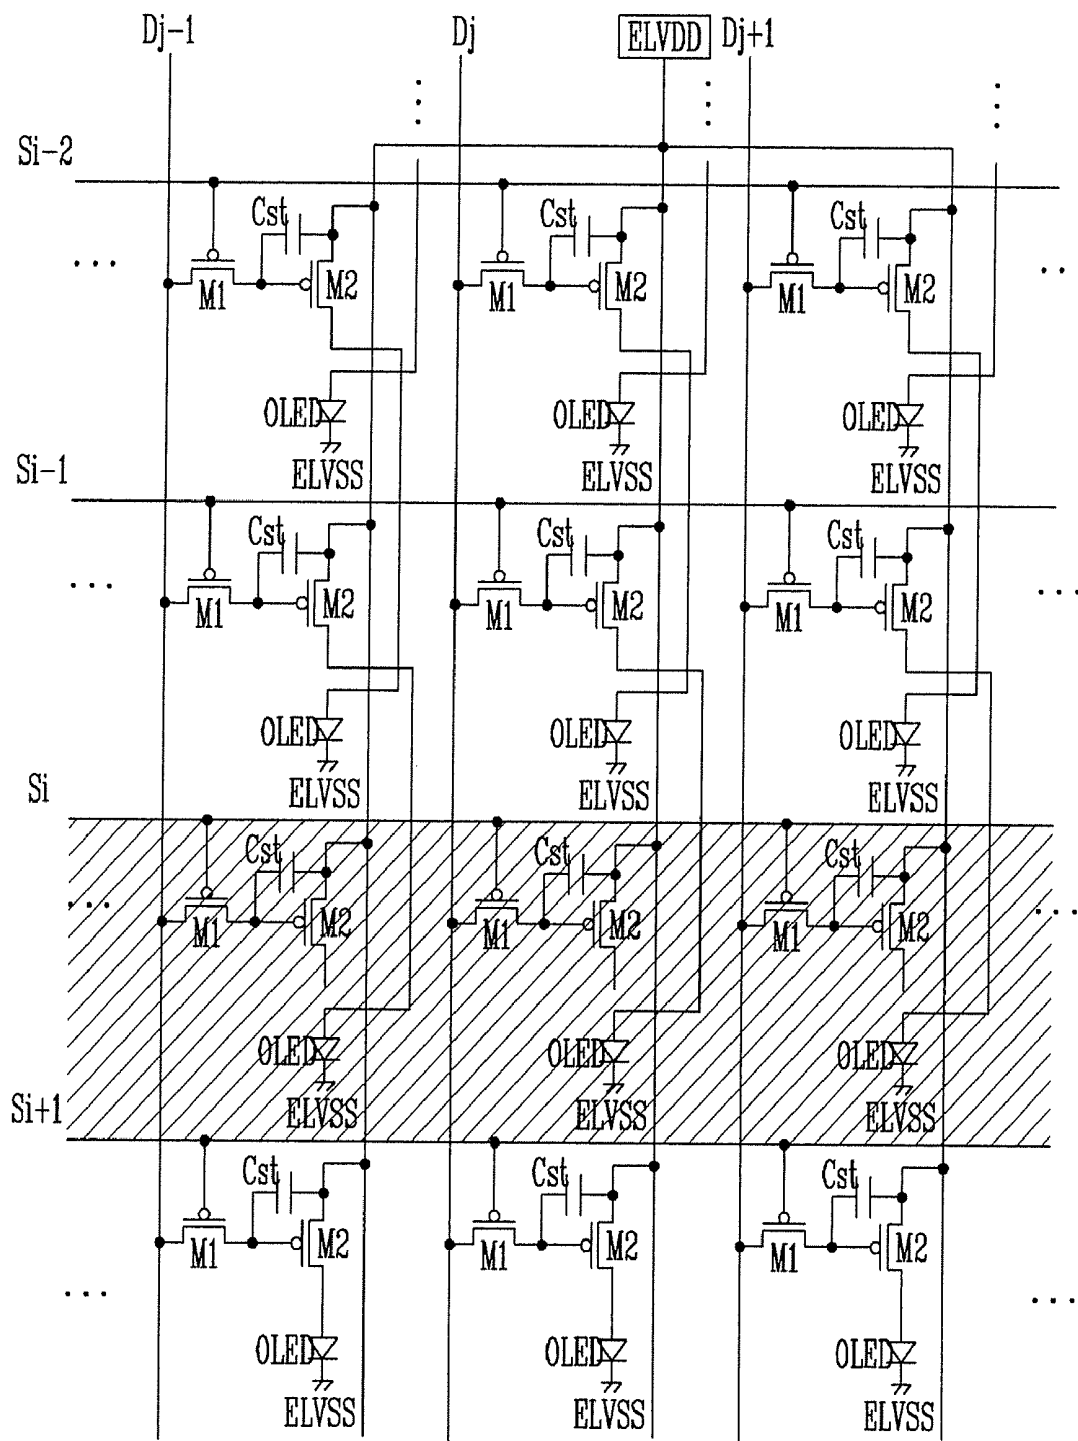 Dj-1 Dj ELVDD Dj+1
Si-2
Cst Cst Cst
M1 M2 M1 M2 M1 M2
OLED OLED OLED
ELVSS ELVSS ELVSS
Si-1
Cst Cst Cst
M1 M2 M1 M2 M1 M2
OLED OLED OLED
ELVSS ELVSS ELVSS
Si
Cst Cst Cst
M1 M2 M1 M2 M1 M2
OLED OLED OLED
ELVSS ELVSS ELVSS
Si+1
Cst Cst Cst
M1 M2 M1 M2 M1 M2
OLED OLED OLED
ELVSS ELVSS ELVSS